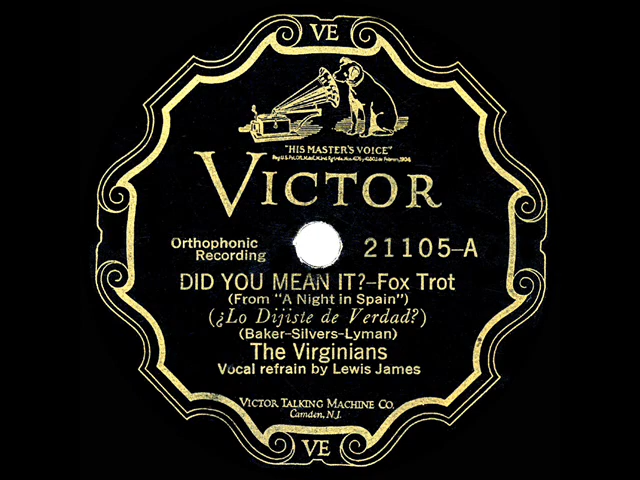 VE
"HIS MASTER'S VOICE"
VICTOR
Orthophonic
Recording
21105-A
DID YOU MEAN IT?-Fox Trot
(From "A Night in Spain")
(¿Lo Dijiste de Verdad?)
(Baker-Silvers-Lyman)
The Virginians
Vocal refrain by Lewis James
VICTOR TALKING MACHINE CO.
Camden, N.J.
VE